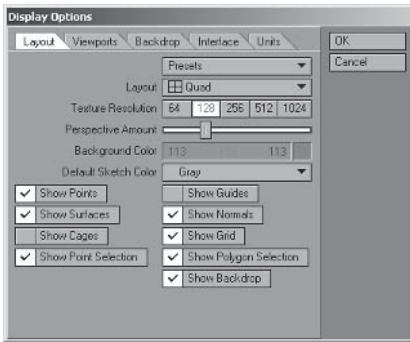 Display Options
Layout Viewports Backdrop Interface Units
OK
Cancel
Presets
Layout Quad
Texture Resolution 64 128 256 512 1024
Perspective Amount
Background Color 113 113
Default Sketch Color Gray
Show Points Show Guides
Show Surfaces Show Normals
Show Cages Show Grid
Show Point Selection Show Polygon Selection
Show Backdrop